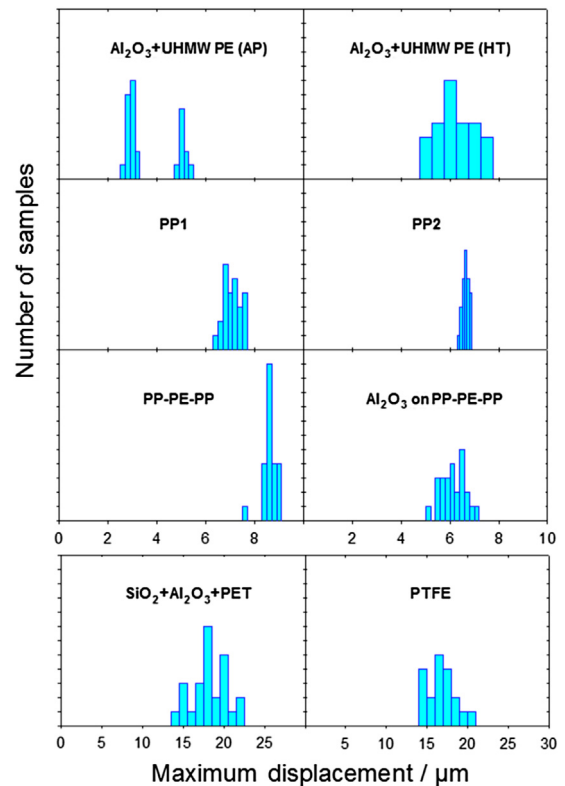 Al₂O₃+UHMW PE (AP)
Al₂O₃+UHMW PE (HT)
PP1
PP2
PP-PE-PP
Al₂O₃ on PP-PE-PP
0 2 4 6 8 2 4 6 8 10
SiO₂+Al₂O₃+PET
PTFE
0 5 10 15 20 25 5 10 15 20 25 30
Number of samples
Maximum displacement / µm